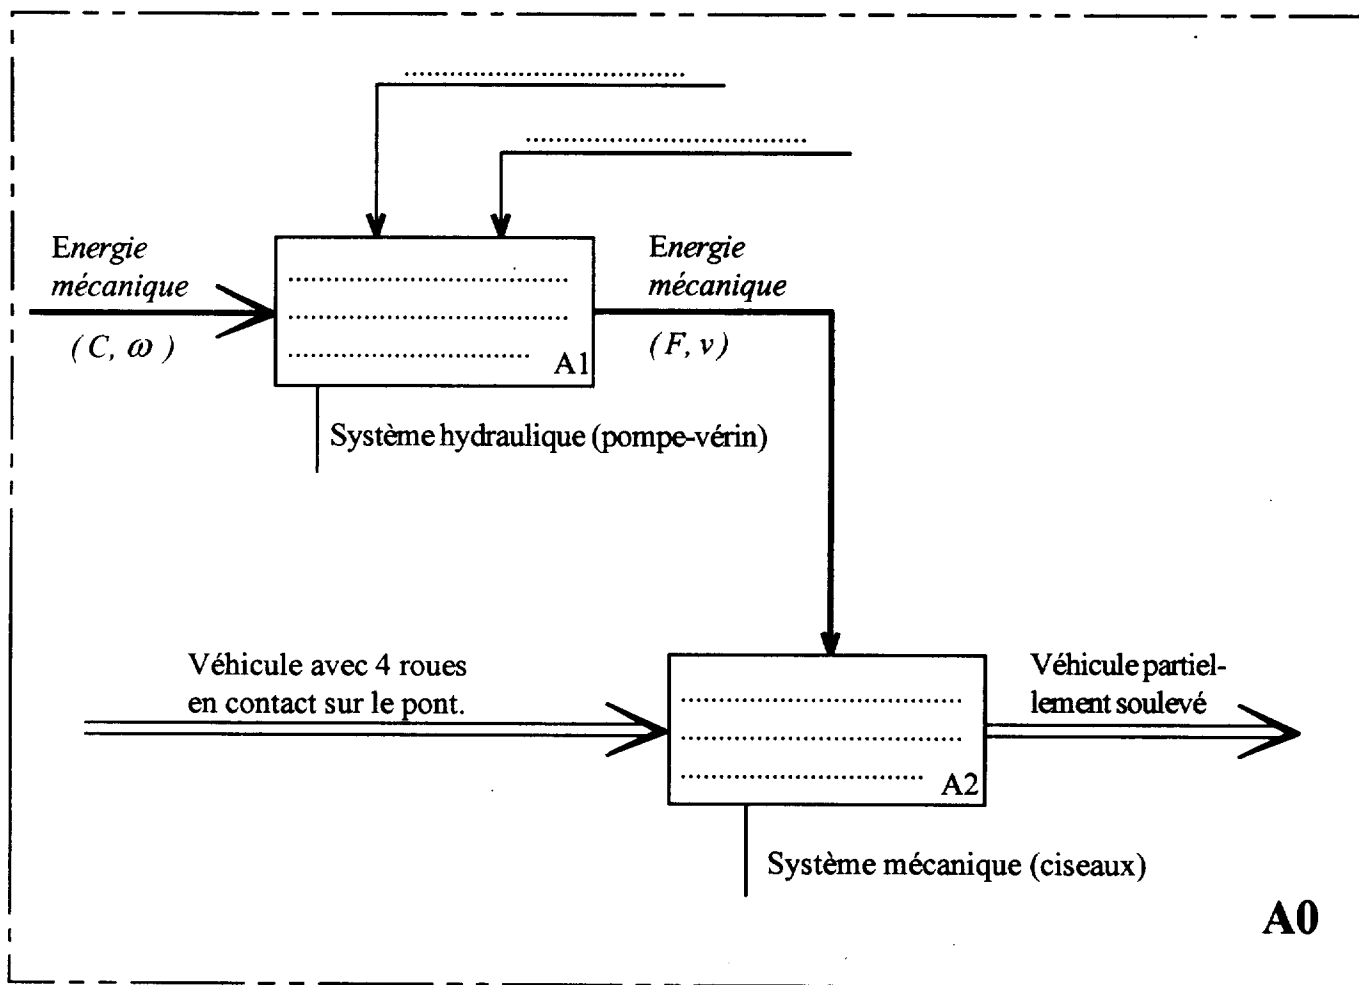 Energie
mécanique
( C, ω )
A1
Energie
mécanique
(F, v)
Système hydraulique (pompe-vérin)
Véhicule avec 4 roues
en contact sur le pont.
A2
Véhicule partiel-
lement soulevé
Système mécanique (ciseaux)
A0